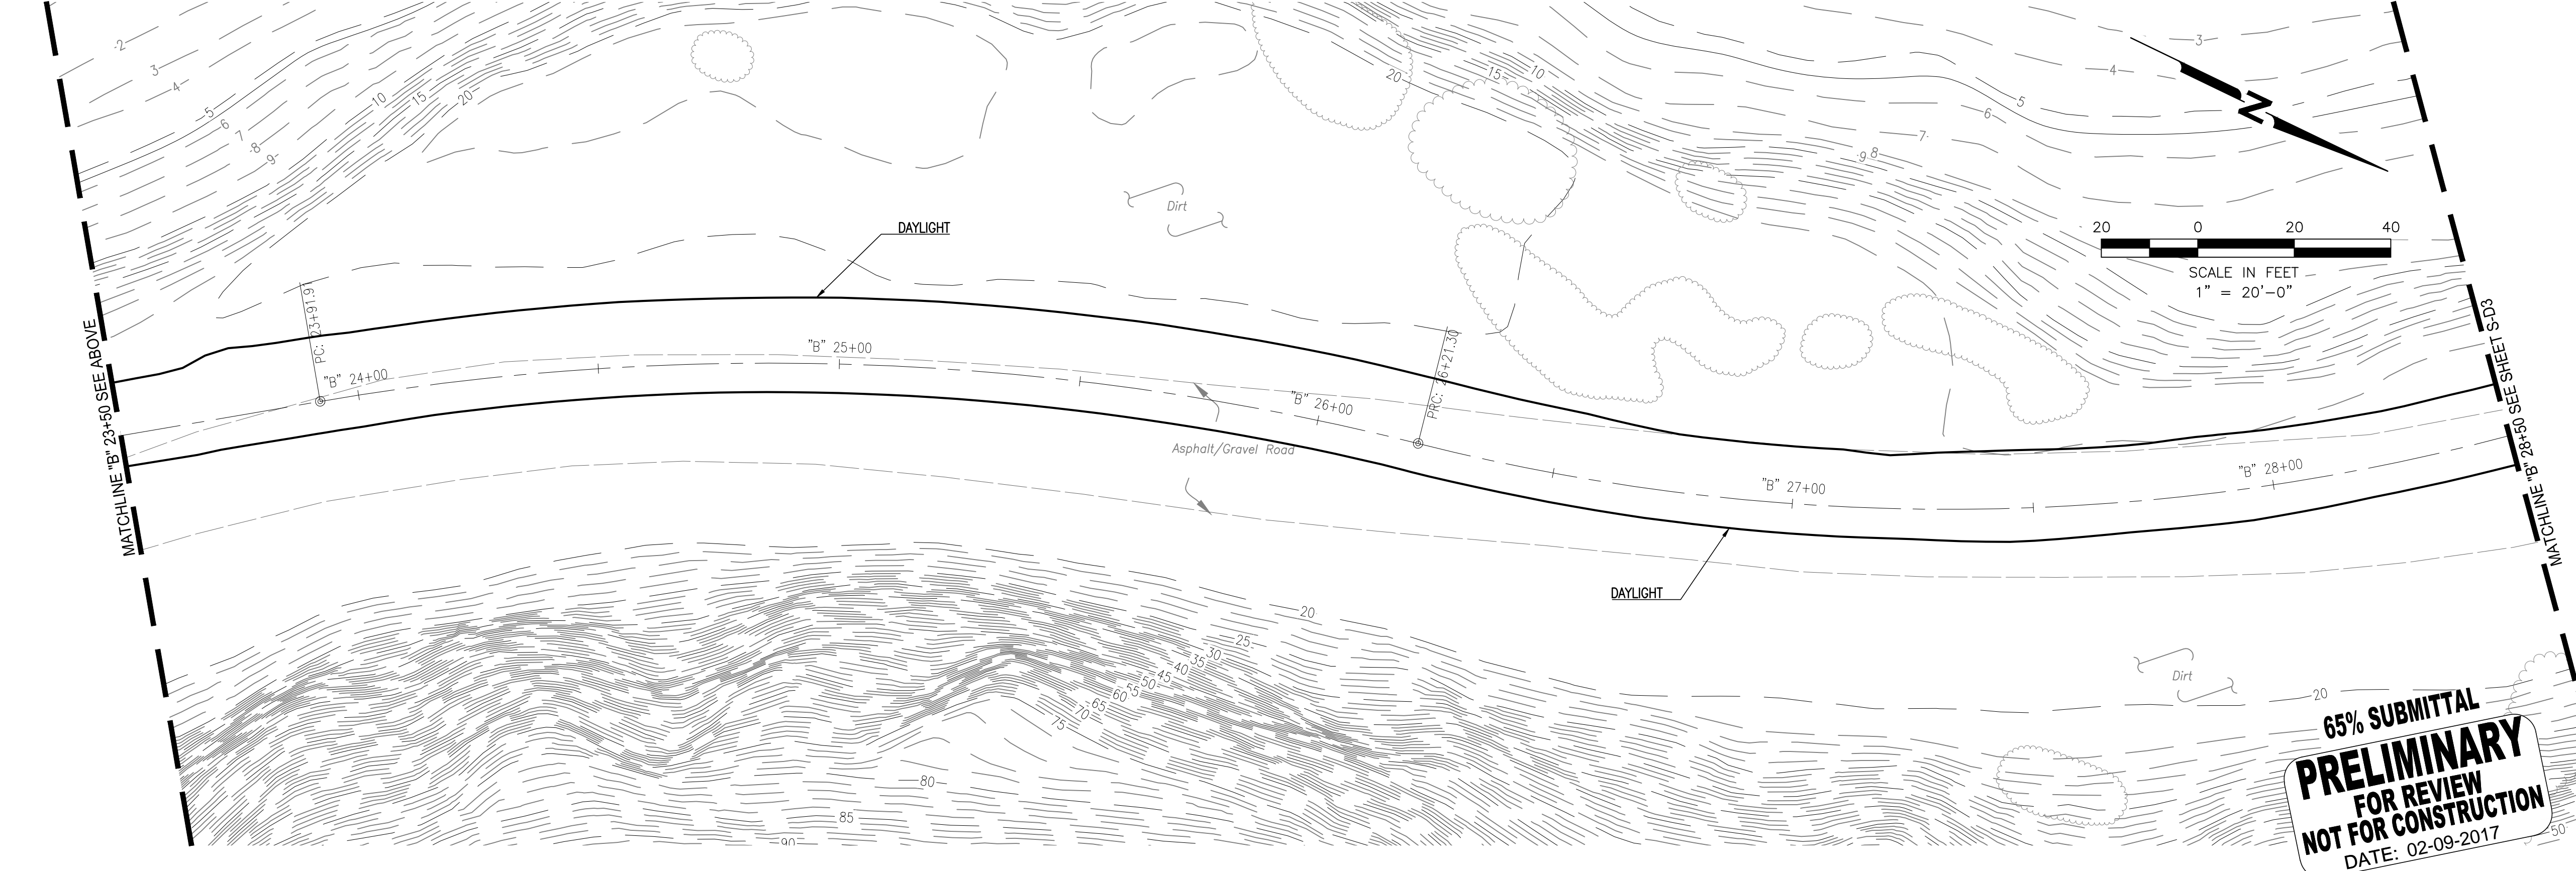 2
3
4
5
6
7
8
9
10
15
20
20
15
10
3
4
5
6
7
8
9
N
Dirt
DAYLIGHT
20 0 20 40
SCALE IN FEET
1" = 20'-0"
PC: 23+91.91
"B" 24+00
"B" 25+00
"B" 26+00
PRC: 26+21.30
"B" 27+00
"B" 28+00
Asphalt/Gravel Road
MATCHLINE "B" 23+50 SEE ABOVE
MATCHLINE "B" 28+50 SEE SHEET S-D3
DAYLIGHT
20
25
30
35
40
45
50
55
60
65
70
75
80
85
90
Dirt
20
50
65% SUBMITTAL
PRELIMINARY
FOR REVIEW
NOT FOR CONSTRUCTION
DATE: 02-09-2017